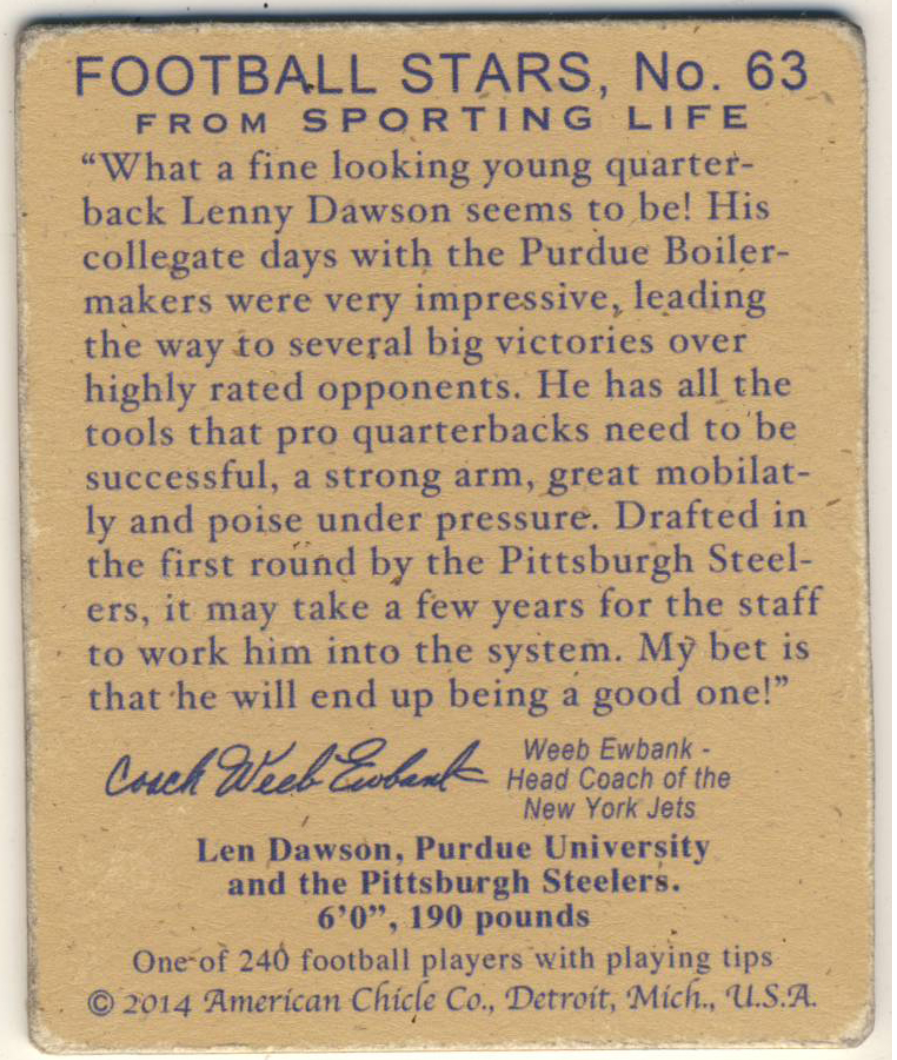 FOOTBALL STARS, No. 63
FROM SPORTING LIFE
“What a fine looking young quarter-
back Lenny Dawson seems to be! His
collegate days with the Purdue Boiler-
makers were very impressive, leading
the way to several big victories over
highly rated opponents. He has all the
tools that pro quarterbacks need to be
successful, a strong arm, great mobilat-
ly and poise under pressure. Drafted in
the first round by the Pittsburgh Steel-
ers, it may take a few years for the staff
to work him into the system. My bet is
that he will end up being a good one!”
Coach Weeb Ewbank
Weeb Ewbank -
Head Coach of the
New York Jets
Len Dawson, Purdue University
and the Pittsburgh Steelers.
6’0”, 190 pounds
One of 240 football players with playing tips
© 2014 American Chicle Co., Detroit, Mich., U.S.A.